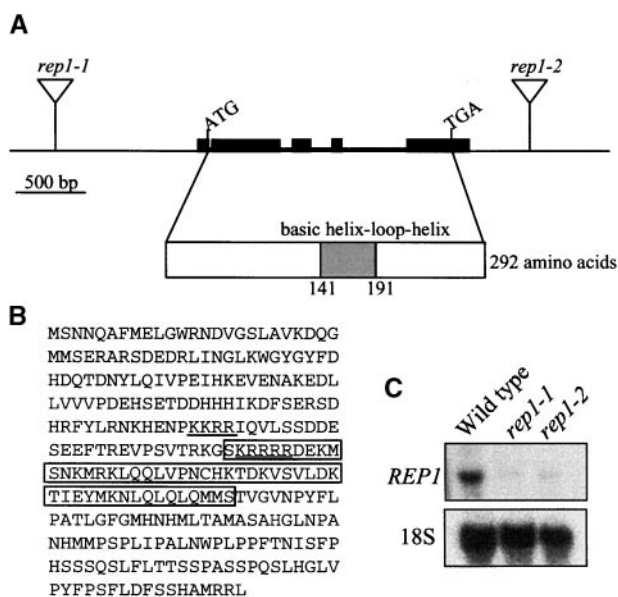 A
rep1-1
rep1-2
ATG
TGA
500 bp
basic helix-loop-helix
292 amino acids
141
191
B
MSNNQAFMELGWRNDVGSLAVKDQG
MMSERARSDEDRLINGLKWGYGYFD
HDQTDNYLQIVPEIHKEVENAKEDL
LVVVPDEHSETDDHHHIKDFSERSD
HRFYLRNKHENPKKRRIQVLSSDDE
SEEFTREVPSVTRKGSKRRRRDEKM
SNKMRKLQQLVPNCHKTDKVSVLDK
TIEYMKNLQLQLQMMSTVGVNPYFL
PATLGFGMHNHMLTAMASAHGLNPA
NHMMPSPLIPALNWPLPPFTNISFP
HSSSQSLFLTTSSPASSPQSLHGLV
PYFPSFLDFSSHAMRRL
C
Wild type
rep1-1
rep1-2
REP1
18S